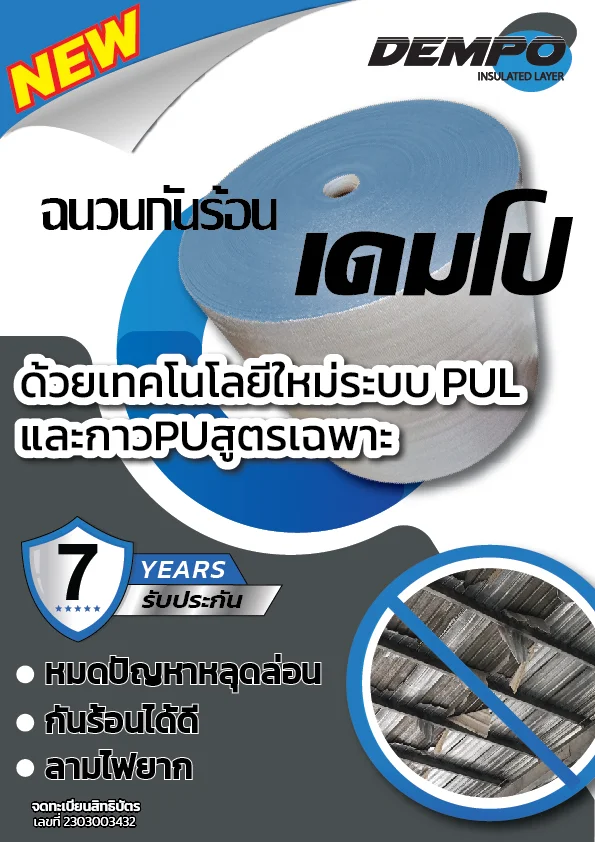 NEW
DEMPO
INSULATED LAYER
ฉนวนกันร้อน
เดมโป
ด้วยเทคโนโลยีใหม่ระบบ PUL
และกาวPUสูตรเฉพาะ
7
YEARS
รับประกัน
หมดปัญหาหลุดล่อน
กันร้อนได้ดี
ลามไฟยาก
จดทะเบียนสิทธิบัตร
เลขที่ 2303003432